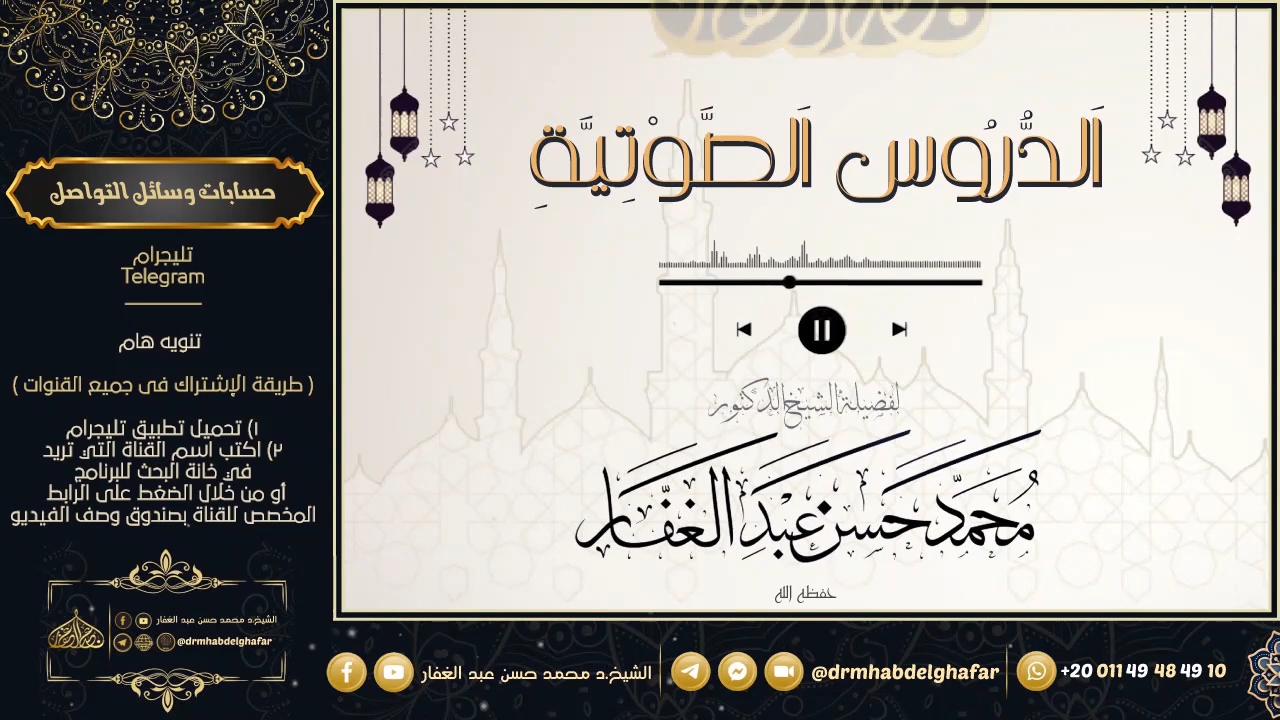 الدُّرُوس الصَّوْتِيَّةِ
لفضيلة الشيخ الدكتور
مُحَمَّد حَسَن عَبْدِ الغَفَّار
حفظه الله
حسابات وسائل التواصل
تليجرام
Telegram
تنويه هام
( طريقة الإشتراك فى جميع القنوات )
١) تحميل تطبيق تليجرام
٢) اكتب اسم القناة التي تريد
في خانة البحث للبرنامج
أو من خلال الضغط على الرابط
المخصص للقناة بصندوق وصف الفيديو
الشيخ.د محمد حسن عبد الغفار
@drmhabdelghafar
الشيخ.د محمد حسن عبد الغفار
@drmhabdelghafar
+20 011 49 48 49 10